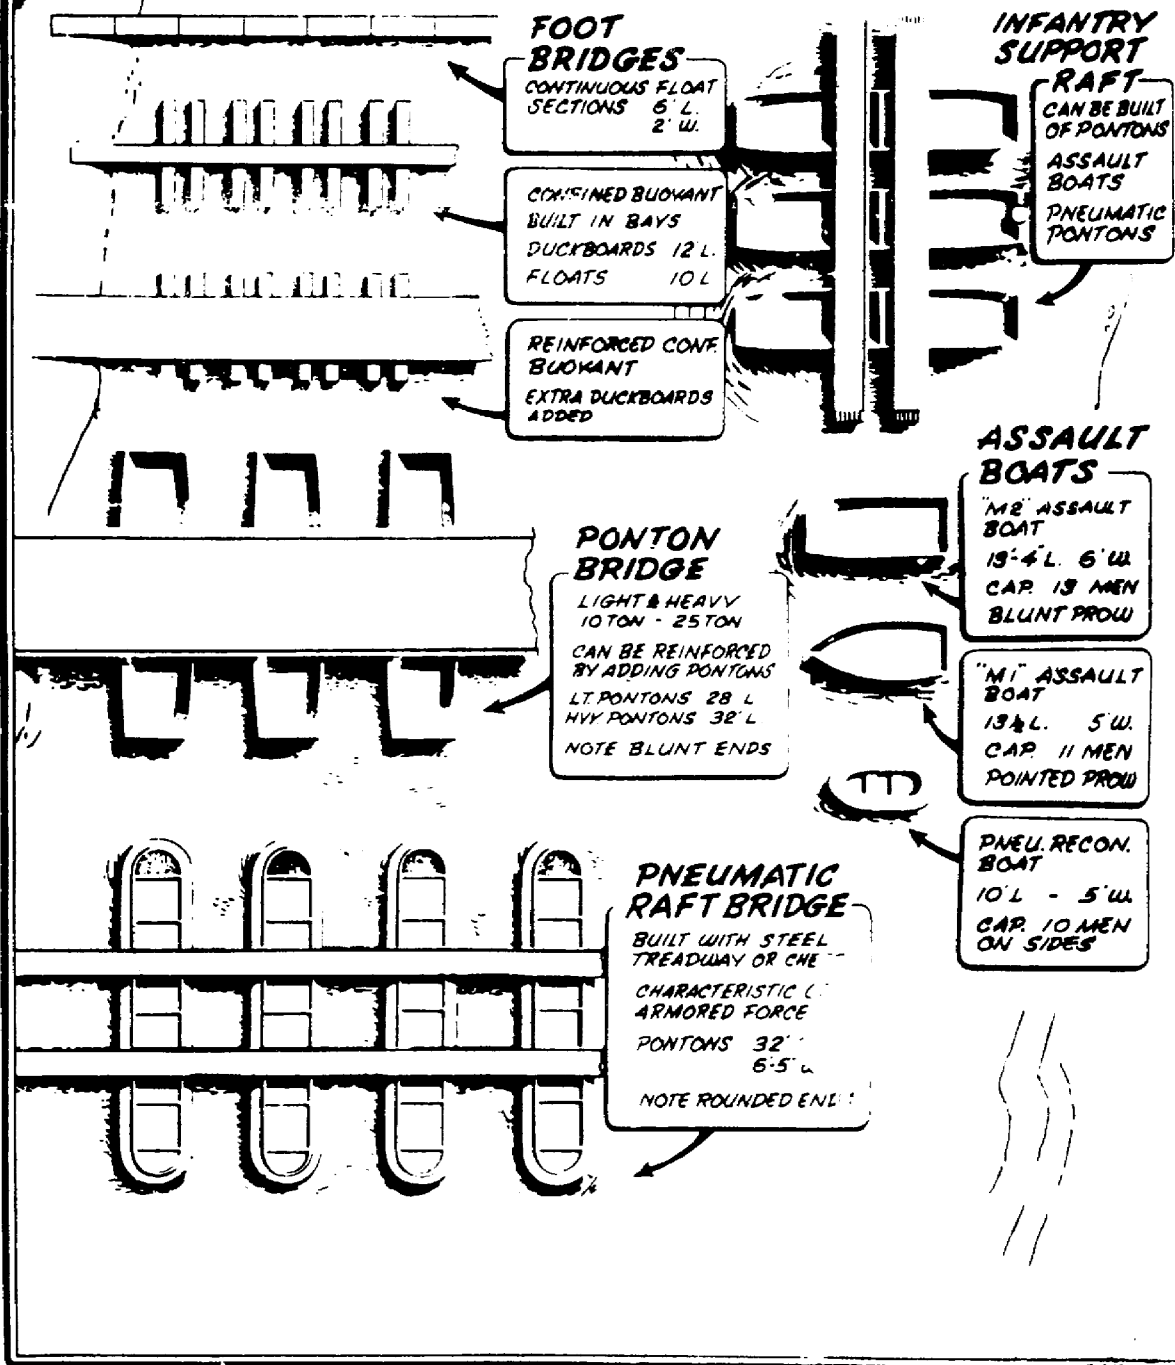 FOOT
BRIDGES
CONTINUOUS FLOAT
SECTIONS 6' L.
2' W.
CONFINED BUOYANT
BUILT IN BAYS
DUCKBOARDS 12' L.
FLOATS 10 L
REINFORCED CONF.
BUOYANT
EXTRA DUCKBOARDS
ADDED
INFANTRY
SUPPORT
RAFT
CAN BE BUILT
OF PONTONS
ASSAULT
BOATS
PNEUMATIC
PONTONS
PONTON
BRIDGE
LIGHT & HEAVY
10 TON - 25 TON
CAN BE REINFORCED
BY ADDING PONTONS
LT. PONTONS 28 L
HVY PONTONS 32' L
NOTE BLUNT ENDS
ASSAULT
BOATS
"M2" ASSAULT
BOAT
13'-4" L. 6' W.
CAP. 13 MEN
BLUNT PROW
"M1" ASSAULT
BOAT
13½ L. 5' W.
CAP. 11 MEN
POINTED PROW
PNEU. RECON.
BOAT
10' L - 5' W.
CAP. 10 MEN
ON SIDES
PNEUMATIC
RAFT BRIDGE
BUILT WITH STEEL
TREADWAY OR
CHARACTERISTIC
ARMORED FORCE
PONTONS 32'
6'-5"
NOTE ROUNDED